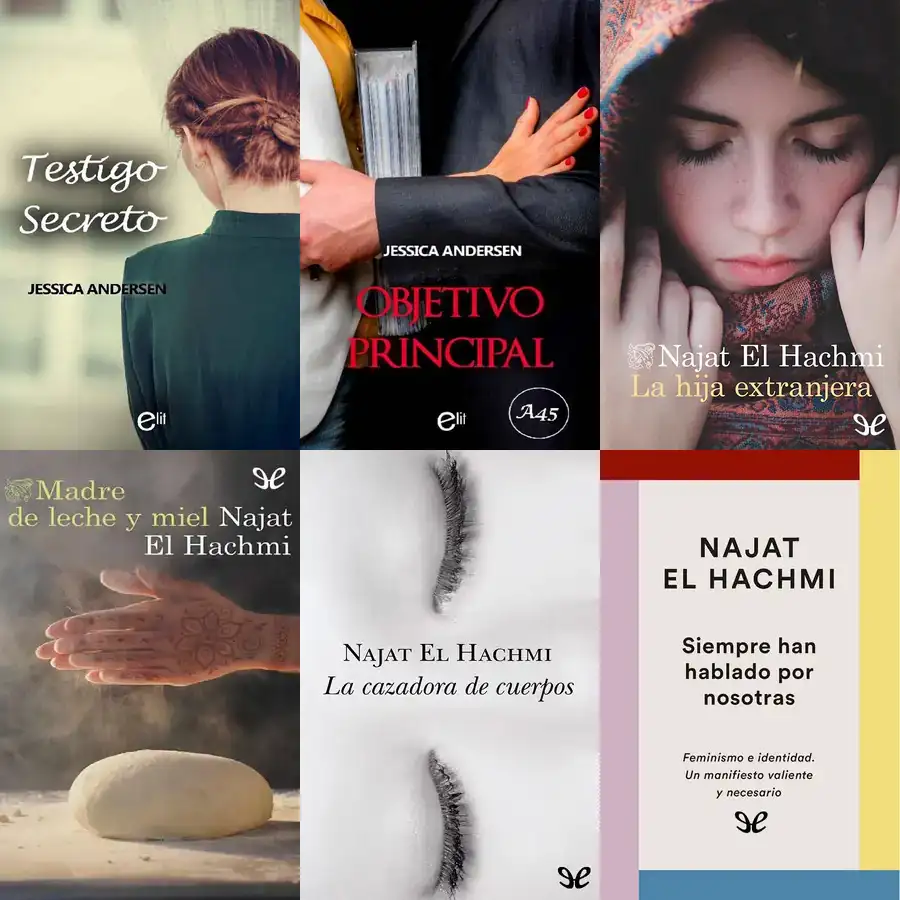 Testigo
Secreto
JESSICA ANDERSEN
elit
JESSICA ANDERSEN
OBJETIVO
PRINCIPAL
elit
A45
Najat El Hachmi
La hija extranjera
Madre
de leche y miel Najat
El Hachmi
NAJAT EL HACHMI
La cazadora de cuerpos
NAJAT
EL HACHMI
Siempre han
hablado por
nosotras
Feminismo e identidad.
Un manifiesto valiente
y necesario